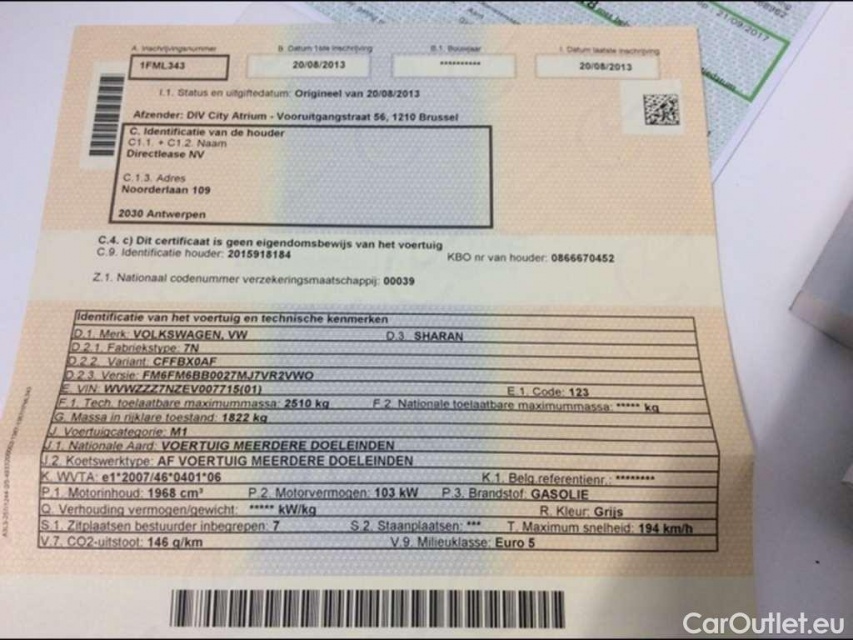 A. Inschrijvingsnummer
B. Datum 1ste inschrijving
B.1. Bouwjaar
I. Datum laatste inschrijving
1FML343
20/08/2013
**********
20/08/2013
21/09/2017
I.1. Status en uitgiftedatum: Origineel van 20/08/2013
Afzender: DIV City Atrium - Vooruitgangstraat 56, 1210 Brussel
C. Identificatie van de houder
C1.1. + C1.2. Naam
Directlease NV
C.1.3. Adres
Noorderlaan 109
2030 Antwerpen
C.4. c) Dit certificaat is geen eigendomsbewijs van het voertuig
C.9. Identificatie houder: 2015918184 KBO nr van houder: 0866670452
Z.1. Nationaal codenummer verzekeringsmaatschappij: 00039
Identificatie van het voertuig en technische kenmerken
D.1. Merk: VOLKSWAGEN, VW D.3. SHARAN
D.2.1. Fabriekstype: 7N
D.2.2. Variant: CFFBX0AF
D.2.3. Versie: FM6FM6BB0027MJ7VR2VWO
E. VIN: WVWZZZ7NZEV007715(01) E.1. Code: 123
F.1. Tech. toelaatbare maximummassa: 2510 kg F.2. Nationale toelaatbare maximummassa: ***** kg
G. Massa in rijklare toestand: 1822 kg
J. Voertuigcategorie: M1
J.1. Nationale Aard: VOERTUIG MEERDERE DOELEINDEN
J.2. Koetswerktype: AF VOERTUIG MEERDERE DOELEINDEN
K. WVTA: e1*2007/46*0401*06 K.1. Belg.referentienr.: ********
P.1. Motorinhoud: 1968 cm³ P.2. Motorvermogen: 103 kW P.3. Brandstof: GASOLIE
Q. Verhouding vermogen/gewicht: ***** kW/kg R. Kleur: Grijs
S.1. Zitplaatsen bestuurder inbegrepen: 7 S.2. Staanplaatsen: *** T. Maximum snelheid: 194 km/h
V.7. CO2-uitstoot: 146 g/km V.9. Milieuklasse: Euro 5
CarOutlet.eu